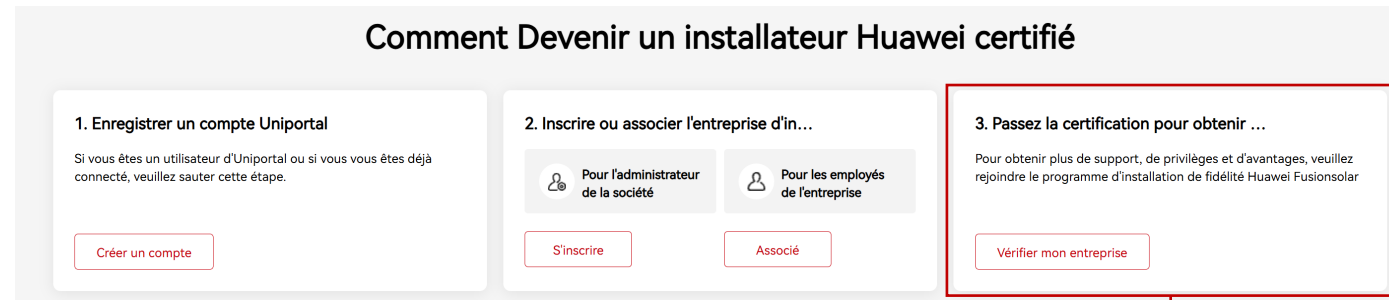 Comment Devenir un installateur Huawei certifié
1. Enregistrer un compte Uniportal
Si vous êtes un utilisateur d'Uniportal ou si vous vous êtes déjà
connecté, veuillez sauter cette étape.
Créer un compte
2. Inscrire ou associer l'entreprise d'in...
Pour l'administrateur
de la société
S'inscrire
Pour les employés
de l'entreprise
Associé
3. Passez la certification pour obtenir ...
Pour obtenir plus de support, de privilèges et d'avantages, veuillez
rejoindre le programme d'installation de fidélité Huawei Fusionsolar
Vérifier mon entreprise